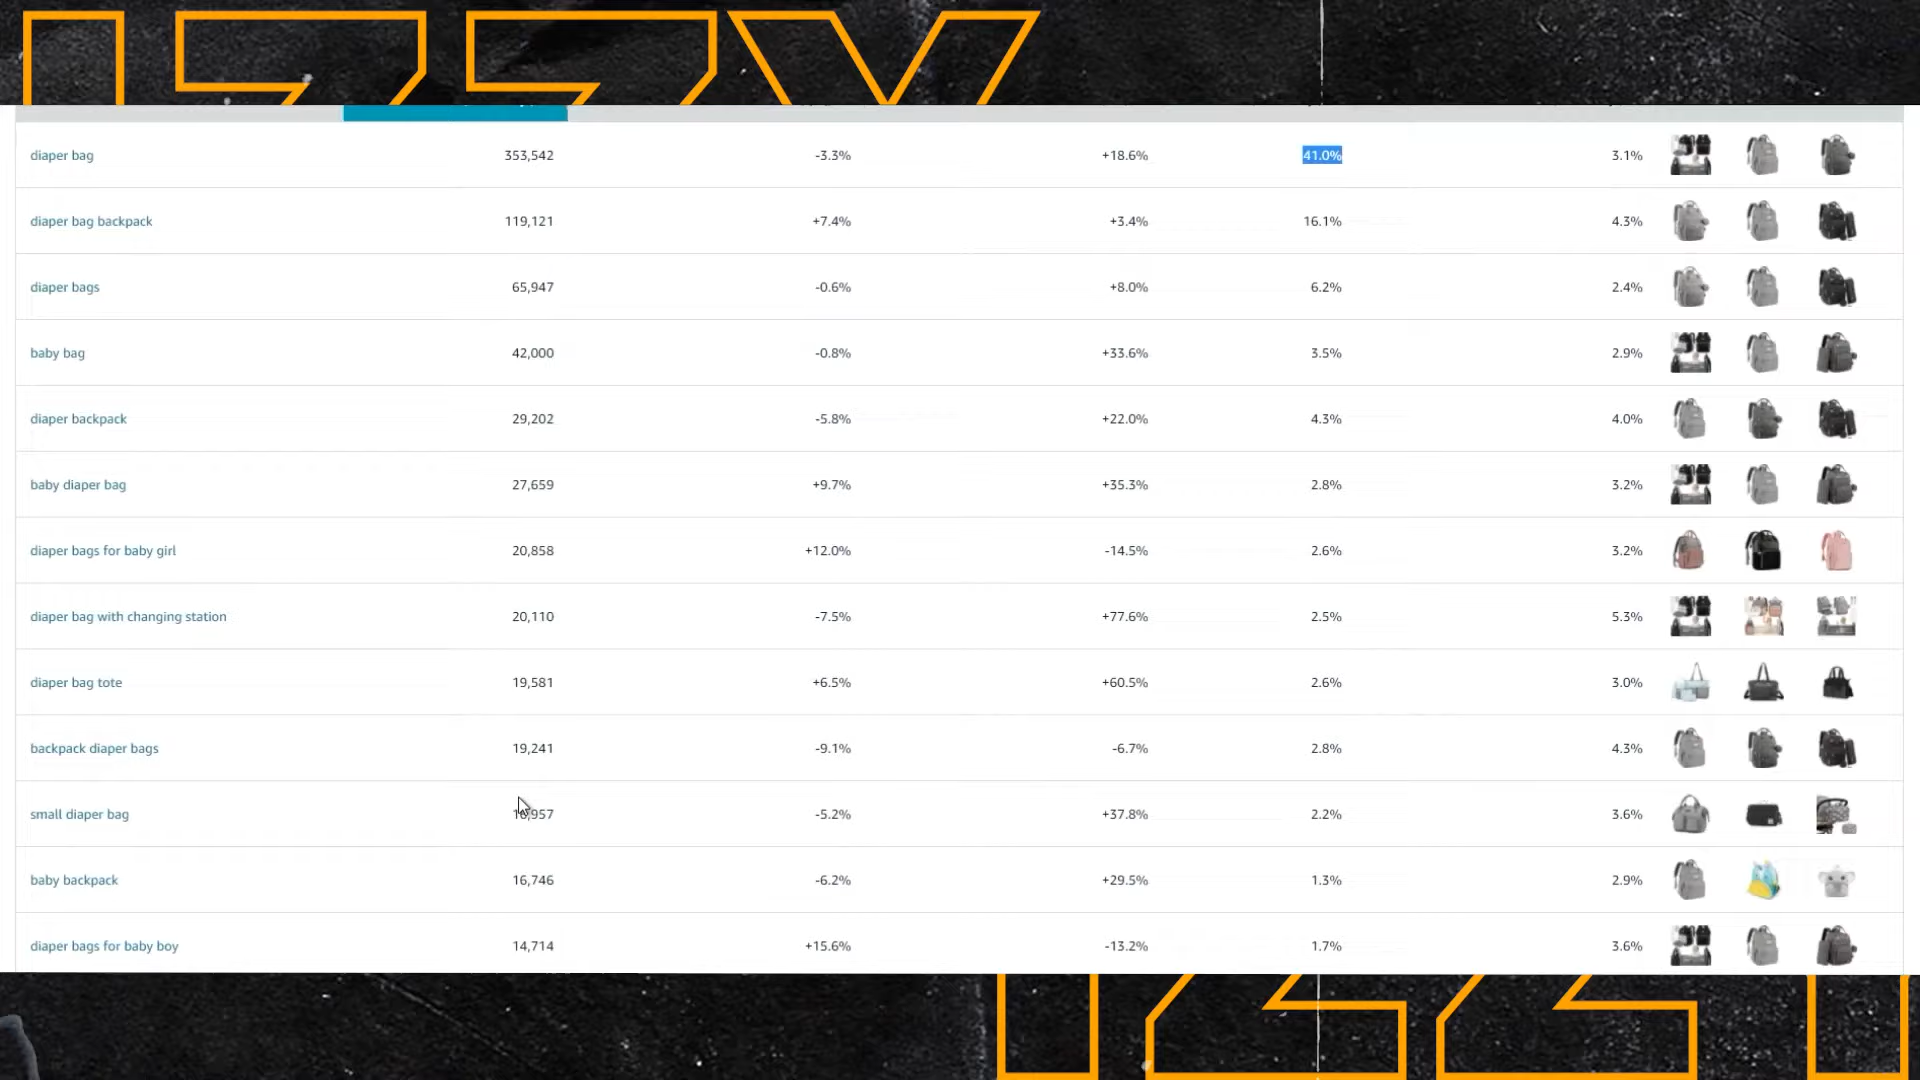 diaper bag 353,542 -3.3% +18.6% 41.0% 3.1%
diaper bag backpack 119,121 +7.4% +3.4% 16.1% 4.3%
diaper bags 65,947 -0.6% +8.0% 6.2% 2.4%
baby bag 42,000 -0.8% +33.6% 3.5% 2.9%
diaper backpack 29,202 -5.8% +22.0% 4.3% 4.0%
baby diaper bag 27,659 +9.7% +35.3% 2.8% 3.2%
diaper bags for baby girl 20,858 +12.0% -14.5% 2.6% 3.2%
diaper bag with changing station 20,110 -7.5% +77.6% 2.5% 5.3%
diaper bag tote 19,581 +6.5% +60.5% 2.6% 3.0%
backpack diaper bags 19,241 -9.1% -6.7% 2.8% 4.3%
small diaper bag -5.2% +37.8% 2.2% 3.6%
baby backpack 16,746 -6.2% +29.5% 1.3% 2.9%
diaper bags for baby boy 14,714 +15.6% -13.2% 1.7% 3.6%